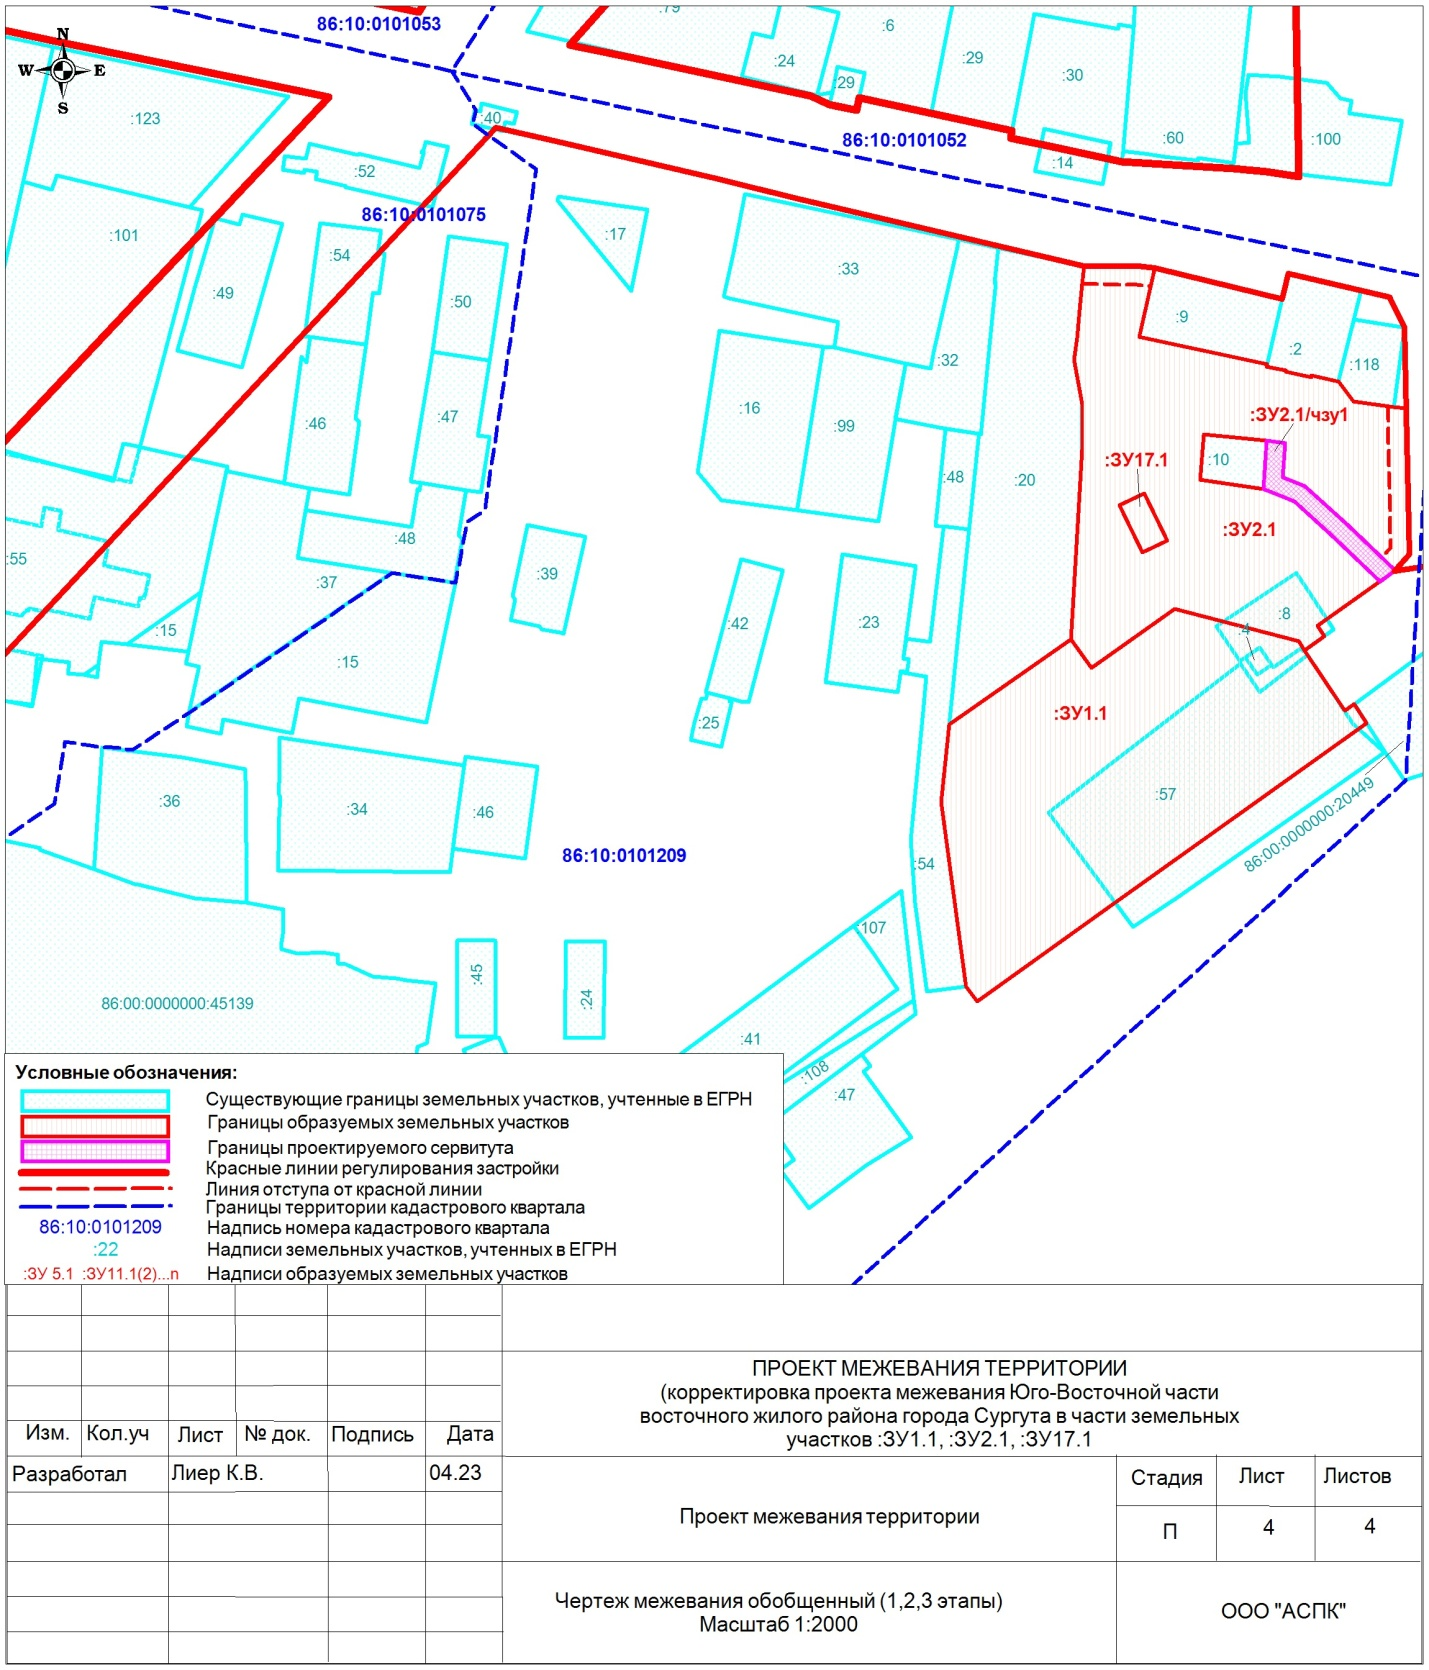 86:10:0101053
:79
:6
N
W
E
S
:24
:29
:29
:30
:123
:40
86:10:0101052
:60
:100
:14
:52
86:10:0101075
:101
:17
:54
:33
:49
:50
:9
:2
:32
:118
:16
:47
:46
:99
:ЗУ2.1/чзу1
:ЗУ17.1
:10
:48
:20
:ЗУ2.1
:48
:55
:37
:39
:15
:42
:23
:8
:4
:15
:ЗУ1.1
:25
:36
:34
:46
:57
86:00:0000000:20449
86:10:0101209
:54
:107
:45
:24
86:00:0000000:45139
:41
:108
:47
Условные обозначения:
Существующие границы земельных участков, учтенные в ЕГРН
Границы образуемых земельных участков
Границы проектируемого сервитута
Красные линии регулирования застройки
Линия отступа от красной линии
Границы территории кадастрового квартала
86:10:0101209 Надпись номера кадастрового квартала
:22 Надписи земельных участков, учтенных в ЕГРН
:ЗУ 5.1 :ЗУ11.1(2)...n Надписи образуемых земельных участков
ПРОЕКТ МЕЖЕВАНИЯ ТЕРРИТОРИИ
(корректировка проекта межевания Юго-Восточной части
восточного жилого района города Сургута в части земельных
участков :ЗУ1.1, :ЗУ2.1, :ЗУ17.1
Изм. Кол.уч Лист № док. Подпись Дата
Разработал Лиер К.В. 04.23
Проект межевания территории
Стадия Лист Листов
П 4 4
Чертеж межевания обобщенный (1,2,3 этапы)
Масштаб 1:2000
ООО "АСПК"